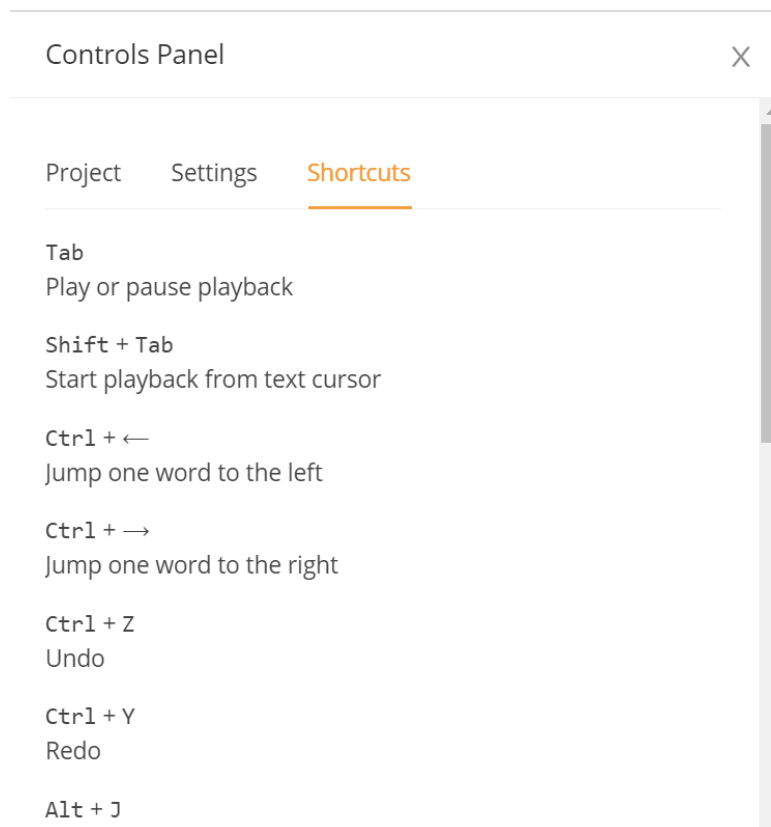 Controls Panel
X
Project Settings Shortcuts
Tab
Play or pause playback
Shift + Tab
Start playback from text cursor
Ctrl + ⟵
Jump one word to the left
Ctrl + ⟶
Jump one word to the right
Ctrl + Z
Undo
Ctrl + Y
Redo
Alt + J